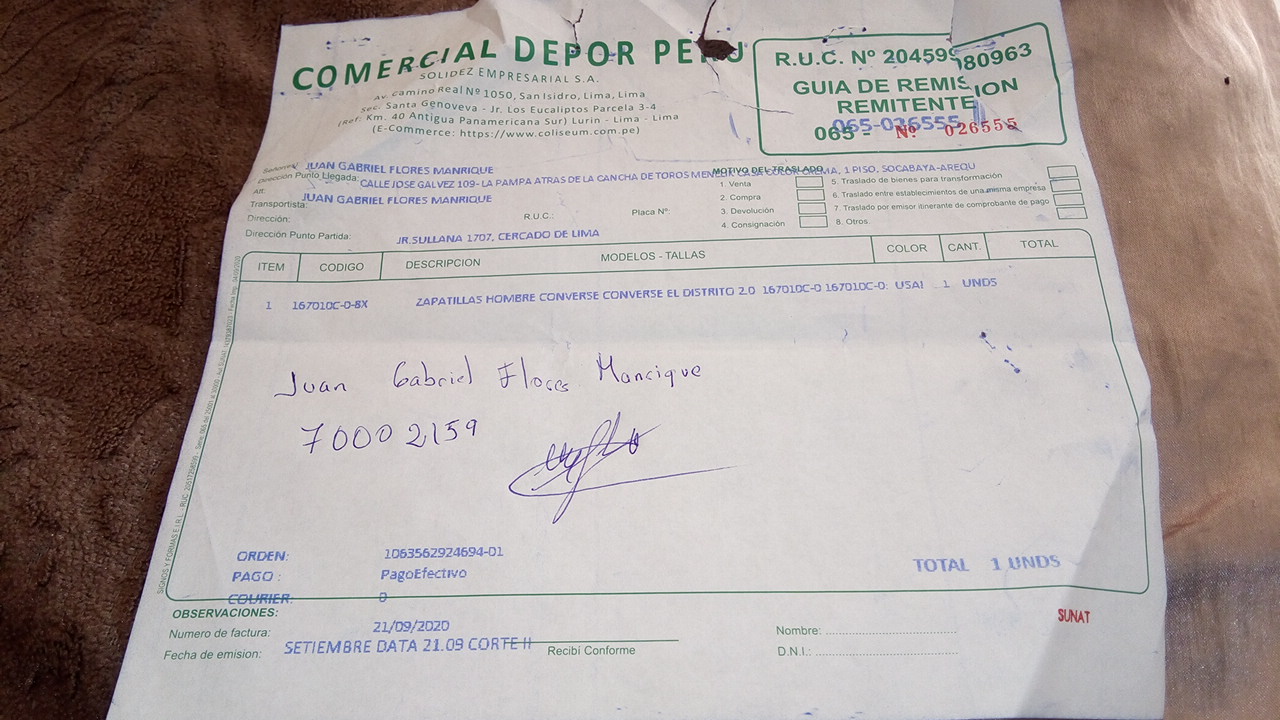 COMERCIAL DEPOR PERU
SOLIDEZ EMPRESARIAL S.A.
Av. Camino Real Nº 1050, San Isidro, Lima, Lima
Sec. Santa Genoveva - Jr. Los Eucaliptos Parcela 3-4
(Ref: Km. 40 Antigua Panamericana Sur) Lurin - Lima - Lima
(E-Commerce: https://www.coliseum.com.pe)
R.U.C. Nº 204599 80963
GUIA DE REMISION
REMITENTE
065-026555
065 - Nº 026555
Señores: JUAN GABRIEL FLORES MANRIQUE
Dirección Punto Llegada: CALLE JOSE GALVEZ 109- LA PAMPA ATRAS DE LA CANCHA DE TOROS CREMA, 1 PISO, SOCABAYA-AREQU
Att:
Transportista: JUAN GABRIEL FLORES MANRIQUE
Dirección: R.U.C.: Placa Nº:
Dirección Punto Partida: JR.SULLANA 1707, CERCADO DE LIMA
MOTIVO DEL TRASLADO
1. Venta
2. Compra
3. Devolución
4. Consignación
5. Traslado de bienes para transformación
6. Traslado entre establecimientos de una misma empresa
7. Traslado por emisor itinerante de comprobante de pago
8. Otros
ITEM CODIGO DESCRIPCION MODELOS - TALLAS COLOR CANT. TOTAL
1 167010C-0-8X ZAPATILLAS HOMBRE CONVERSE CONVERSE EL DISTRITO 2.0 167010C-0 167010C-0: USAI 1 UNDS
Juan Gabriel Flores Manrique
70002159
ORDEN: 1063562924694-01
PAGO : PagoEfectivo
COURIER: 0
TOTAL 1 UNDS
OBSERVACIONES:
Numero de factura: 21/09/2020
Fecha de emision: SETIEMBRE DATA 21.09 CORTE II
Recibí Conforme
SUNAT
Nombre:
D.N.I.: